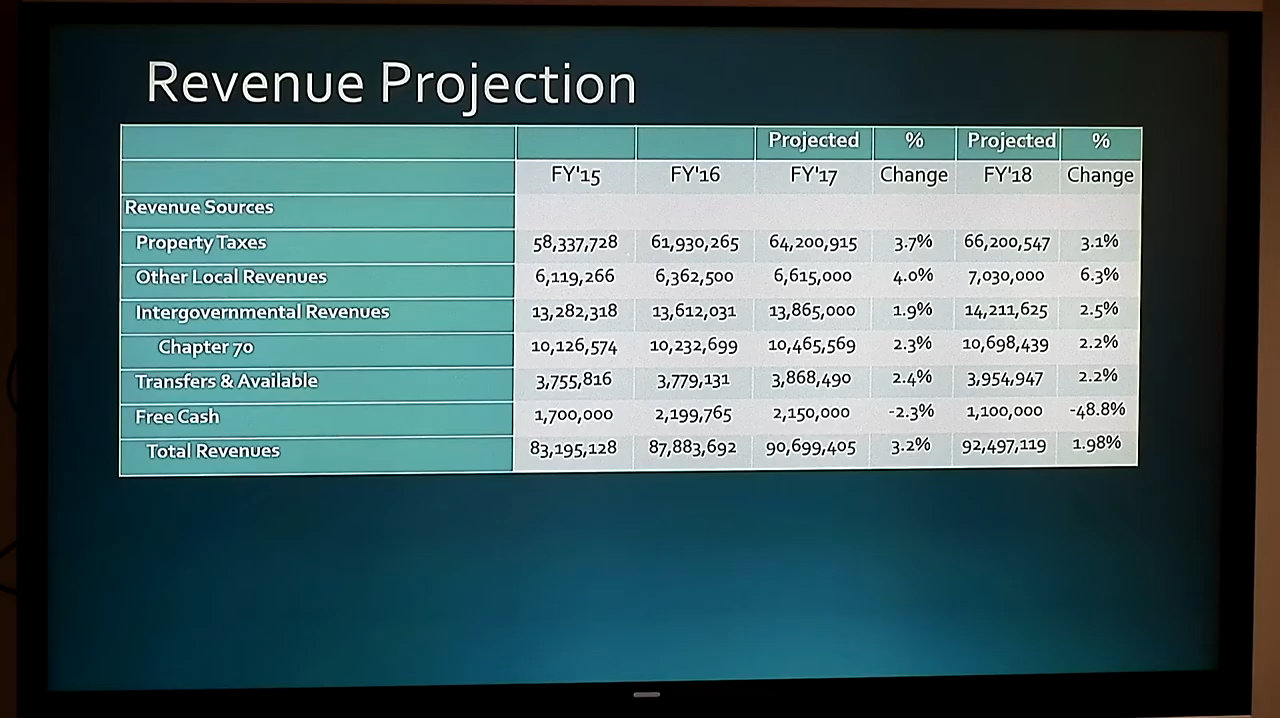 Revenue Projection
Projected % Projected %
FY'15 FY'16 FY'17 Change FY'18 Change
Revenue Sources
Property Taxes 58,337,728 61,930,265 64,200,915 3.7% 66,200,547 3.1%
Other Local Revenues 6,119,266 6,362,500 6,615,000 4.0% 7,030,000 6.3%
Intergovernmental Revenues 13,282,318 13,612,031 13,865,000 1.9% 14,211,625 2.5%
Chapter 70 10,126,574 10,232,699 10,465,569 2.3% 10,698,439 2.2%
Transfers & Available 3,755,816 3,779,131 3,868,490 2.4% 3,954,947 2.2%
Free Cash 1,700,000 2,199,765 2,150,000 -2.3% 1,100,000 -48.8%
Total Revenues 83,195,128 87,883,692 90,699,405 3.2% 92,497,119 1.98%